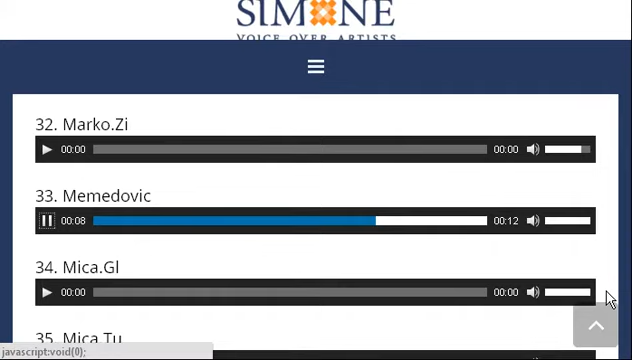 SIMONE
VOICE OVER ARTISTS
32. Marko.Zi
00:00 00:00
33. Memedovic
00:08 00:12
34. Mica.Gl
00:00 00:00
35. Mica.Tu
javascript:void(0);